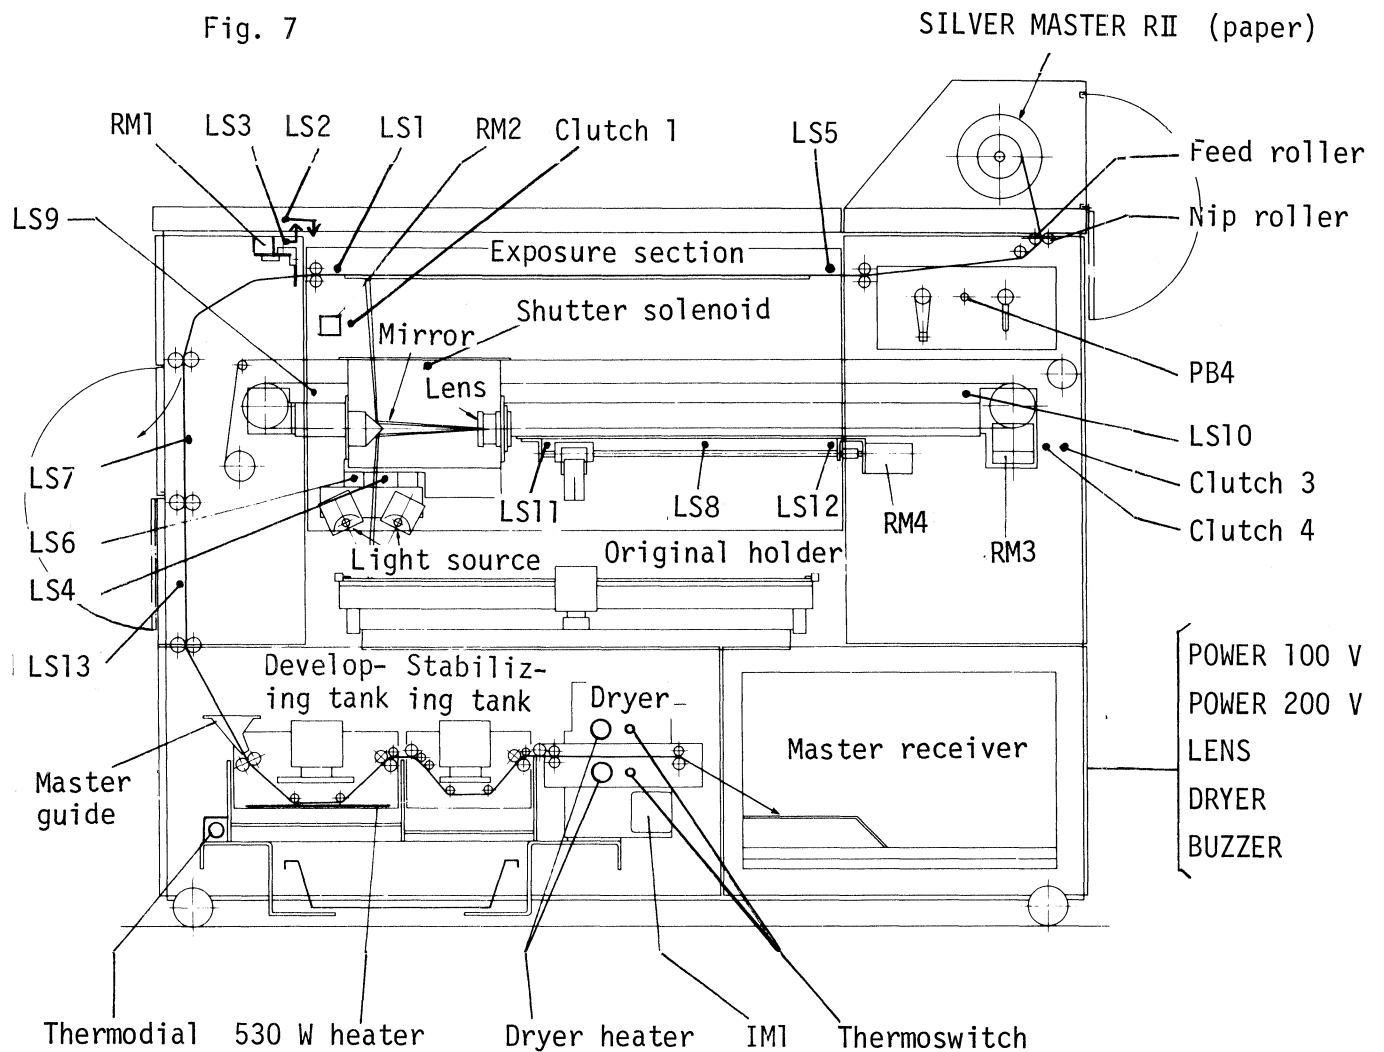 Fig. 7
SILVER MASTER RⅡ (paper)
RM1
LS3
LS2
LS1
RM2
Clutch 1
LS5
Feed roller
LS9
Nip roller
Exposure section
Shutter solenoid
Mirror
Lens
PB4
LS10
LS7
LS11
LS8
LS12
Clutch 3
RM4
Clutch 4
LS6
Light source
Original holder
RM3
LS4
LS13
Develop-
ing tank
Stabiliz-
ing tank
Dryer
POWER 100 V
POWER 200 V
LENS
DRYER
BUZZER
Master receiver
Master
guide
Thermodial
530 W heater
Dryer heater
IM1
Thermoswitch